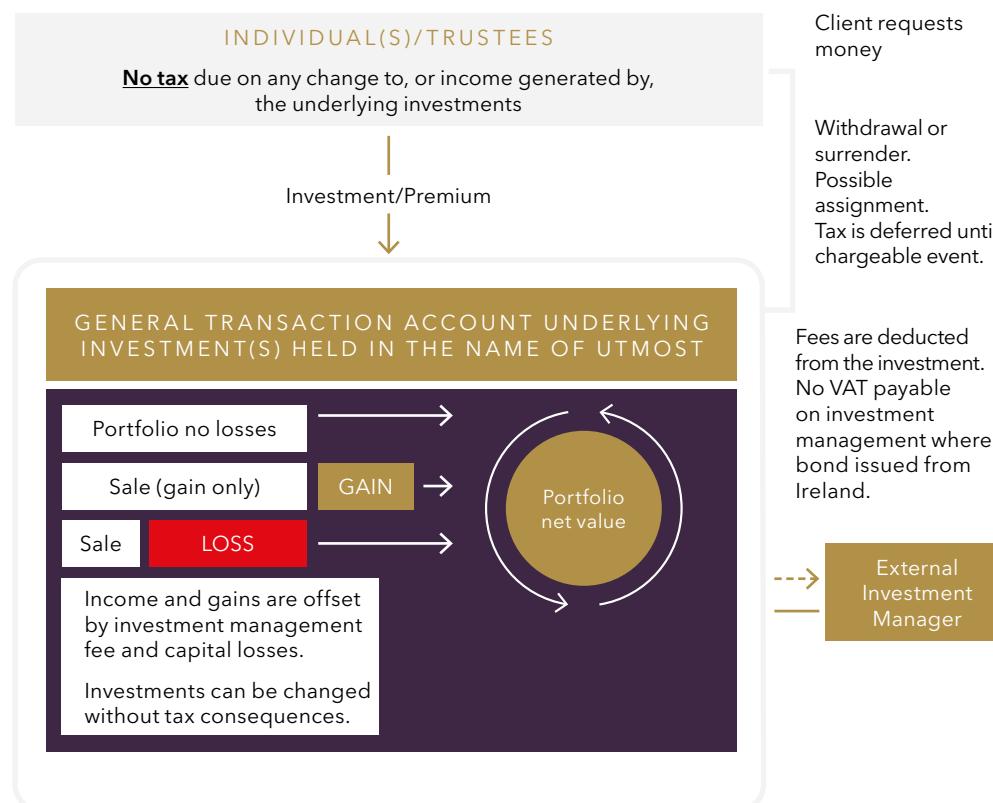 INDIVIDUAL(S)/TRUSTEES
No tax due on any change to, or income generated by,
the underlying investments
Client requests
money
Investment/Premium
Withdrawal or
surrender.
Possible
assignment.
Tax is deferred unti
chargeable event.
GENERAL TRANSACTION ACCOUNT UNDERLYING
INVESTMENT(S) HELD IN THE NAME OF UTMOST
Portfolio no losses
Sale (gain only)
GAIN
Sale
LOSS
Portfolio
net value
Income and gains are offset
by investment management
fee and capital losses.
Investments can be changed
without tax consequences.
Fees are deducted
from the investment.
No VAT payable
on investment
management where
bond issued from
Ireland.
External
Investment
Manager